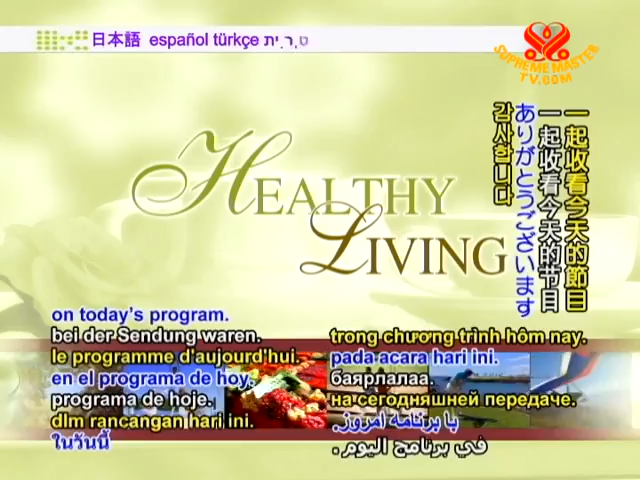 日本語 español türkçe
SUPREME MASTER
TV.COM
HEALTHY
LIVING
一起收看今天的節目
一起收看今天的节目
ありがとうございます
감사합니다
on today's program.
bei der Sendung waren.
le programme d'aujourd'hui.
en el programa de hoy.
programa de hoje.
dlm rancangan hari ini.
ในวันนี้
trong chương trình hôm nay.
pada acara hari ini.
баярлалаа.
на сегодняшней передаче.
با برنامه امروز.
في برنامج اليوم.